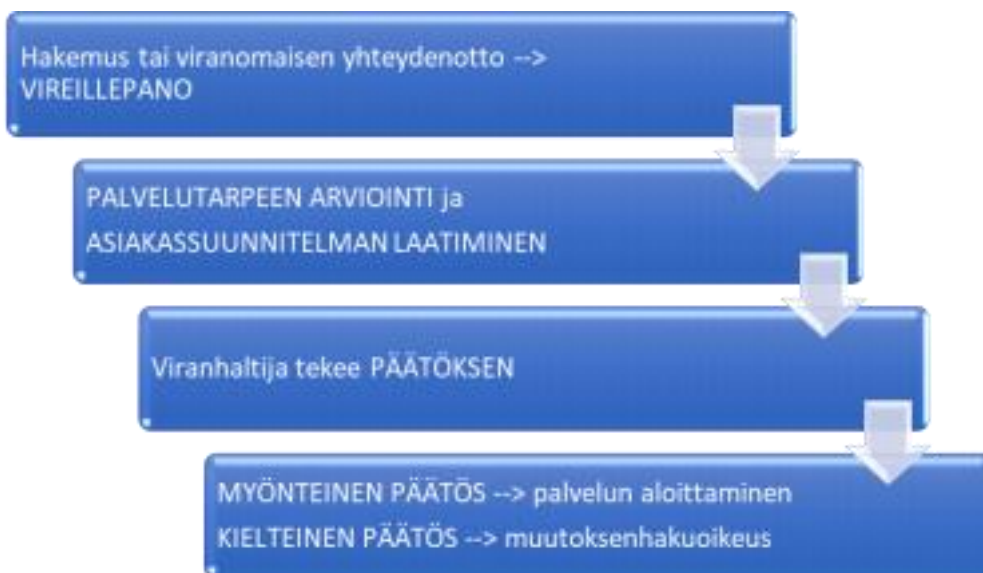 Hakemus tai viranomaisen yhteydenotto -->
VIREILLEPANO
PALVELUTARPEEN ARVIOINTI ja
ASIAKASSUUNNITELMAN LAATIMINEN
Viranhaltija tekee PÄÄTÖKSEN
MYÖNTEINEN PÄÄTÖS --> palvelun aloittaminen
KIELTEINEN PÄÄTÖS --> muutoksenhakuoikeus